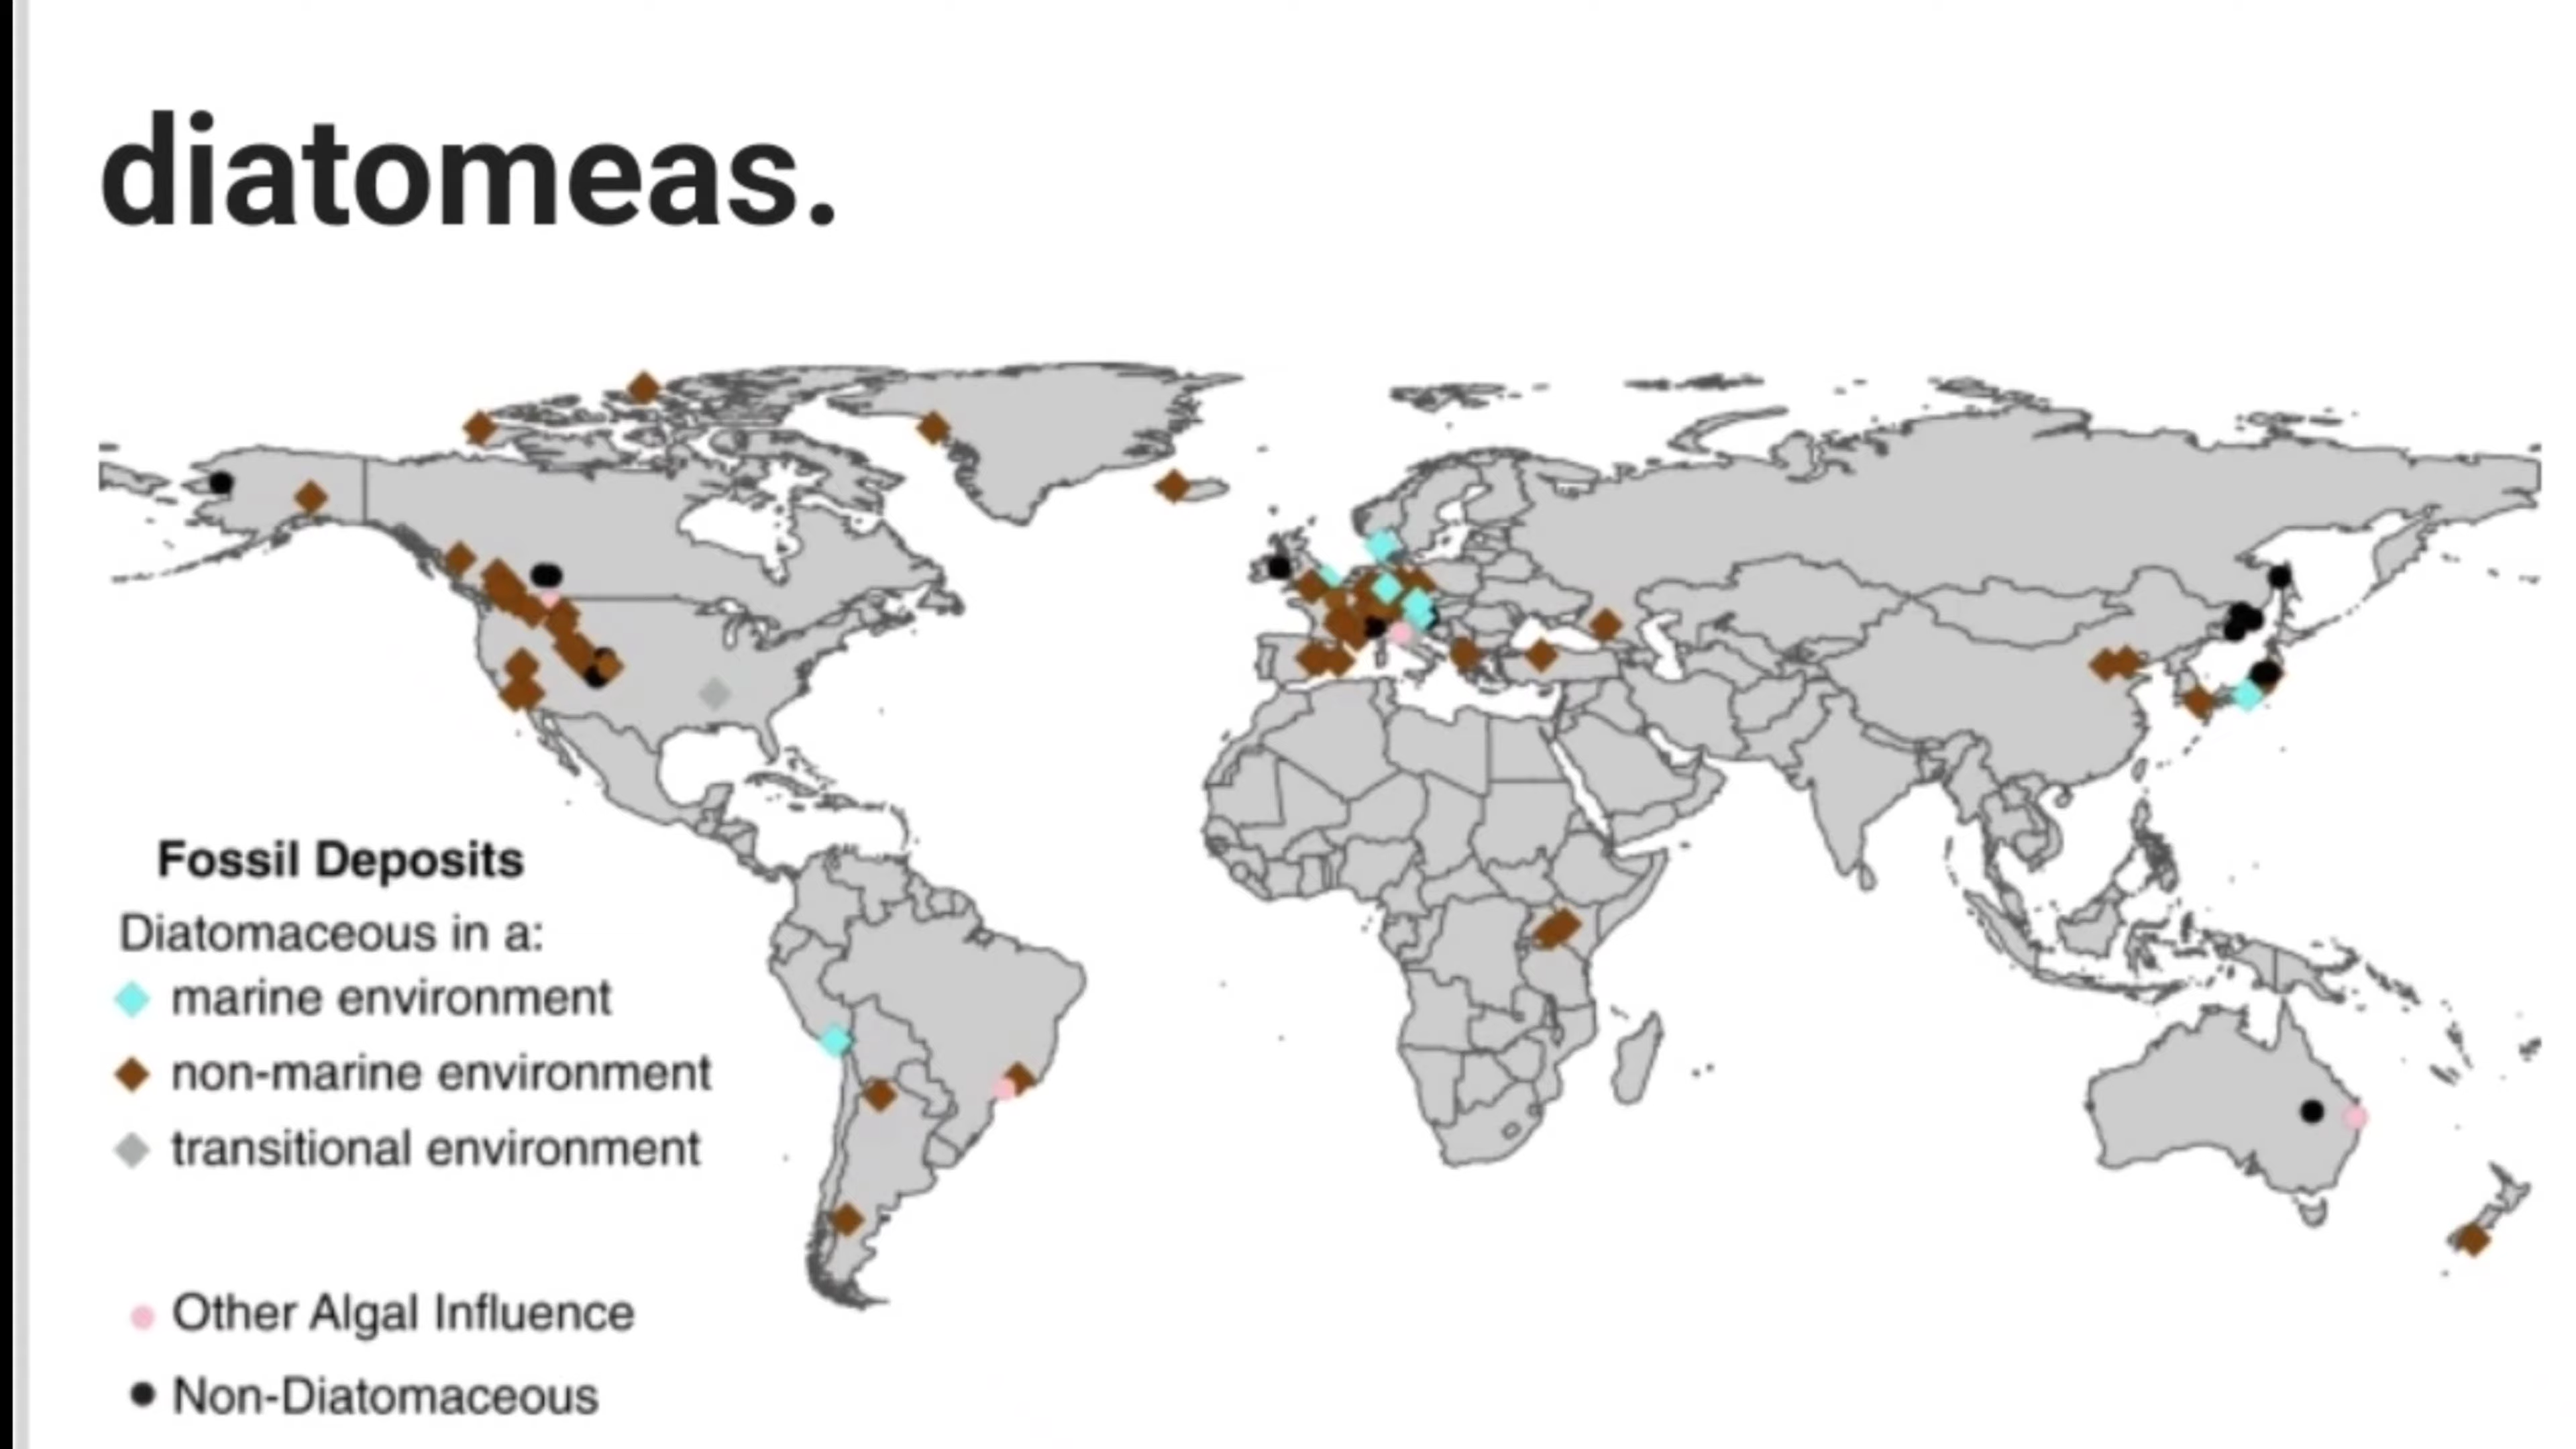 diatomeas.
Fossil Deposits
Diatomaceous in a:
marine environment
non-marine environment
transitional environment
Other Algal Influence
Non-Diatomaceous